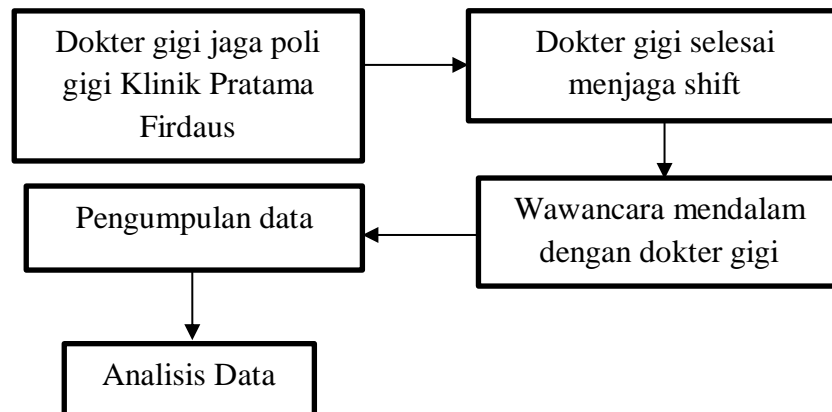 Dokter gigi jaga poli
gigi Klinik Pratama
Firdaus
Dokter gigi selesai
menjaga shift
Wawancara mendalam
dengan dokter gigi
Pengumpulan data
Analisis Data